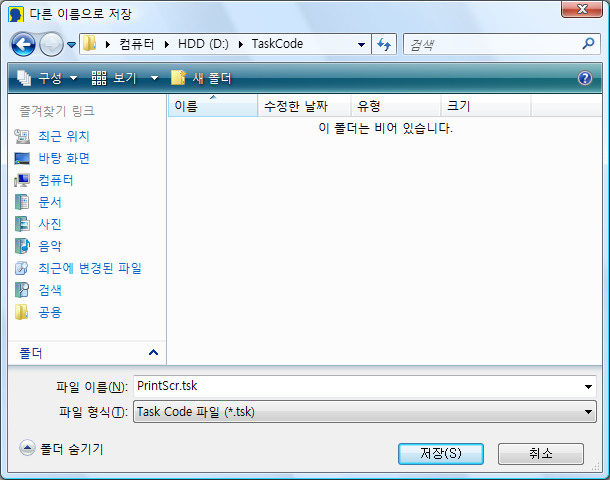 다른 이름으로 저장
컴퓨터 HDD (D:) TaskCode 검색
구성 보기 새 폴더 ?
즐겨찾기 링크
최근 위치
바탕 화면
컴퓨터
문서
사진
음악
최근에 변경된 파일
검색
공용
폴더
이름 수정한 날짜 유형 크기
이 폴더는 비어 있습니다.
파일 이름(N): PrintScr.tsk
파일 형식(T): Task Code 파일 (*.tsk)
폴더 숨기기 저장(S) 취소